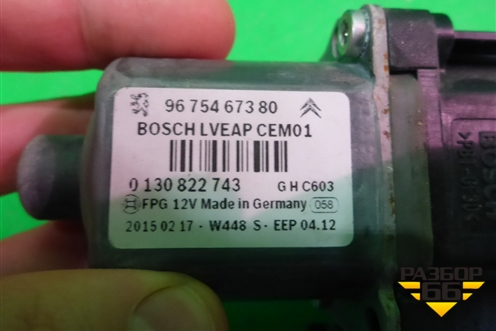 96 754 673 80
BOSCH LVEAP CEM01
0 130 822 743 G H C603
FPG 12V Made in Germany 058
2015 02 17 - W448 S - EEP 04.12
BOSCH
РАЗБОР
66